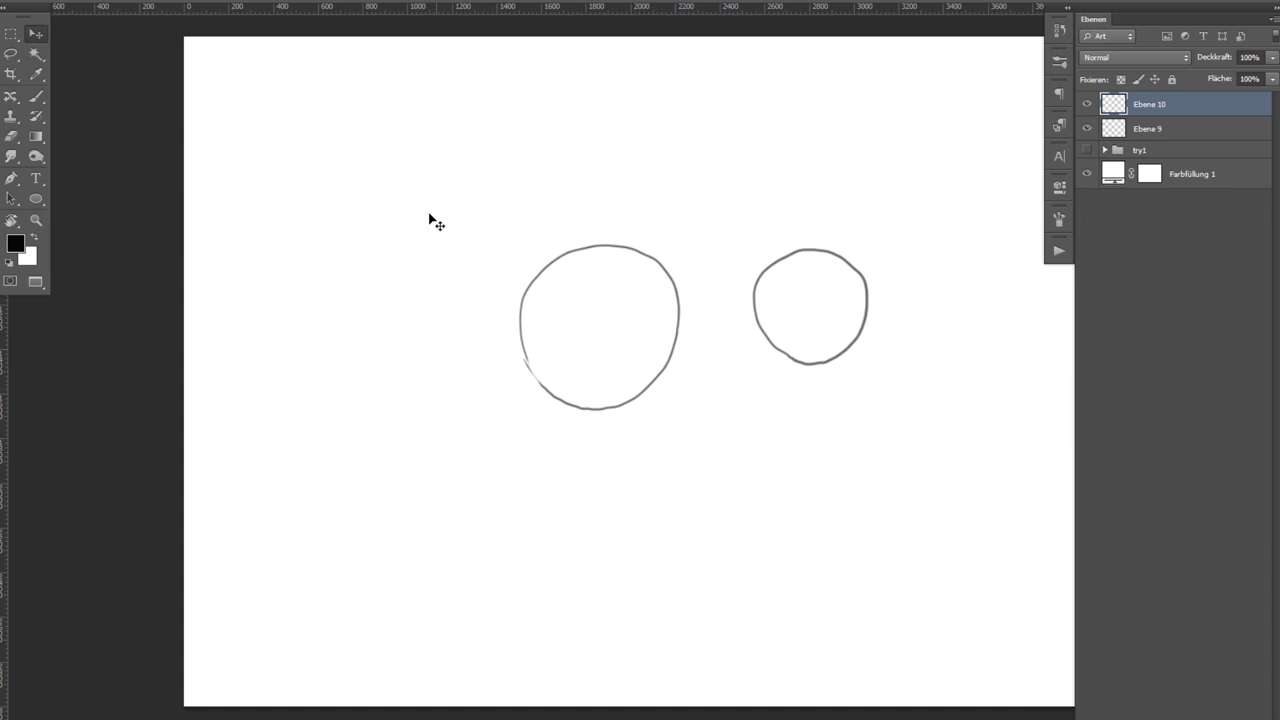 600 400 200 0 200 400 600 800 1000 1200 1400 1600 1800 2000 2200 2400 2600 2800 3000 3200 3400 3600
Ebenen
Art
Normal Deckkraft: 100%
Fixieren: Fläche: 100%
Ebene 10
Ebene 9
try1
Farbfüllung 1